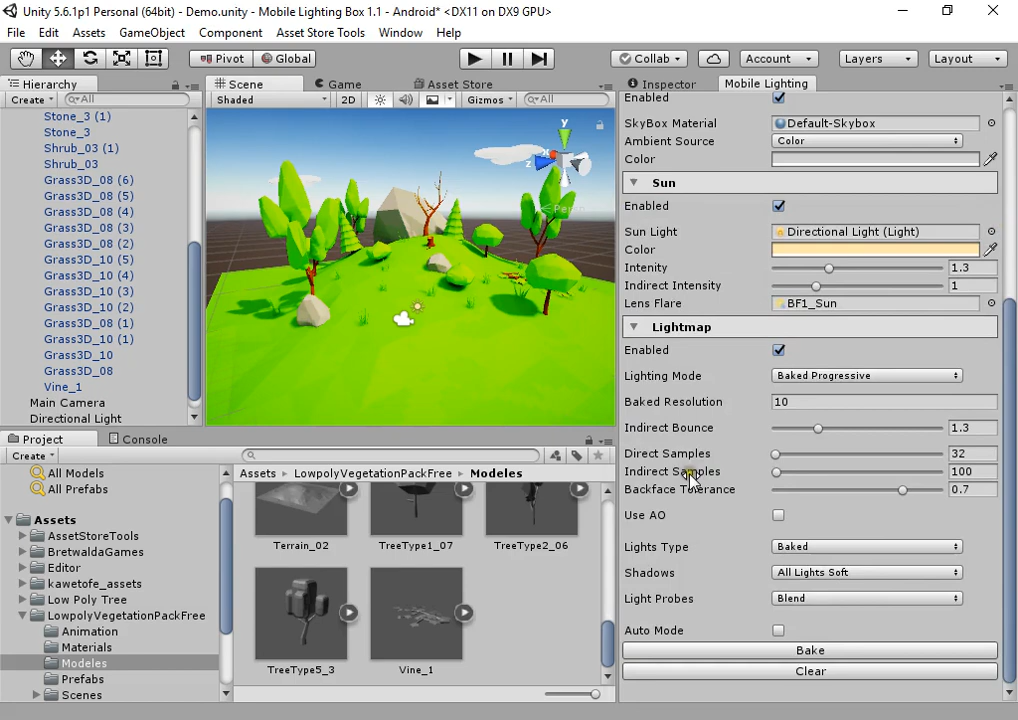 Unity 5.6.1p1 Personal (64bit) - Demo.unity - Mobile Lighting Box 1.1 - Android* <DX11 on DX9 GPU>
File Edit Assets GameObject Component Asset Store Tools Window Help
Pivot Global Collab Account Layers Layout
Hierarchy
Create All
Stone_3 (1)
Stone_3
Shrub_03 (1)
Shrub_03
Grass3D_08 (6)
Grass3D_08 (5)
Grass3D_08 (4)
Grass3D_08 (3)
Grass3D_08 (2)
Grass3D_10 (5)
Grass3D_10 (4)
Grass3D_10 (3)
Grass3D_10 (2)
Grass3D_08 (1)
Grass3D_10 (1)
Grass3D_10
Grass3D_08
Vine_1
Main Camera
Directional Light
Scene Game Asset Store
Shaded 2D Gizmos All
y
x
z
Persp
Inspector Mobile Lighting
Enabled
SkyBox Material Default-Skybox
Ambient Source Color
Color
Sun
Enabled
Sun Light Directional Light (Light)
Color
Intenity 1.3
Indirect Intensity 1
Lens Flare BF1_Sun
Lightmap
Enabled
Lighting Mode Baked Progressive
Baked Resolution 10
Indirect Bounce 1.3
Direct Samples 32
Indirect Samples 100
Backface Tolerance 0.7
Use AO
Lights Type Baked
Shadows All Lights Soft
Light Probes Blend
Auto Mode
Bake
Clear
Project Console
Create
All Models
All Prefabs
Assets
AssetStoreTools
BretwaldaGames
Editor
kawetofe_assets
Low Poly Tree
LowpolyVegetationPackFree
Animation
Materials
Modeles
Prefabs
Scenes
Assets LowpolyVegetationPackFree Modeles
Terrain_02 TreeType1_07 TreeType2_06
TreeType5_3 Vine_1